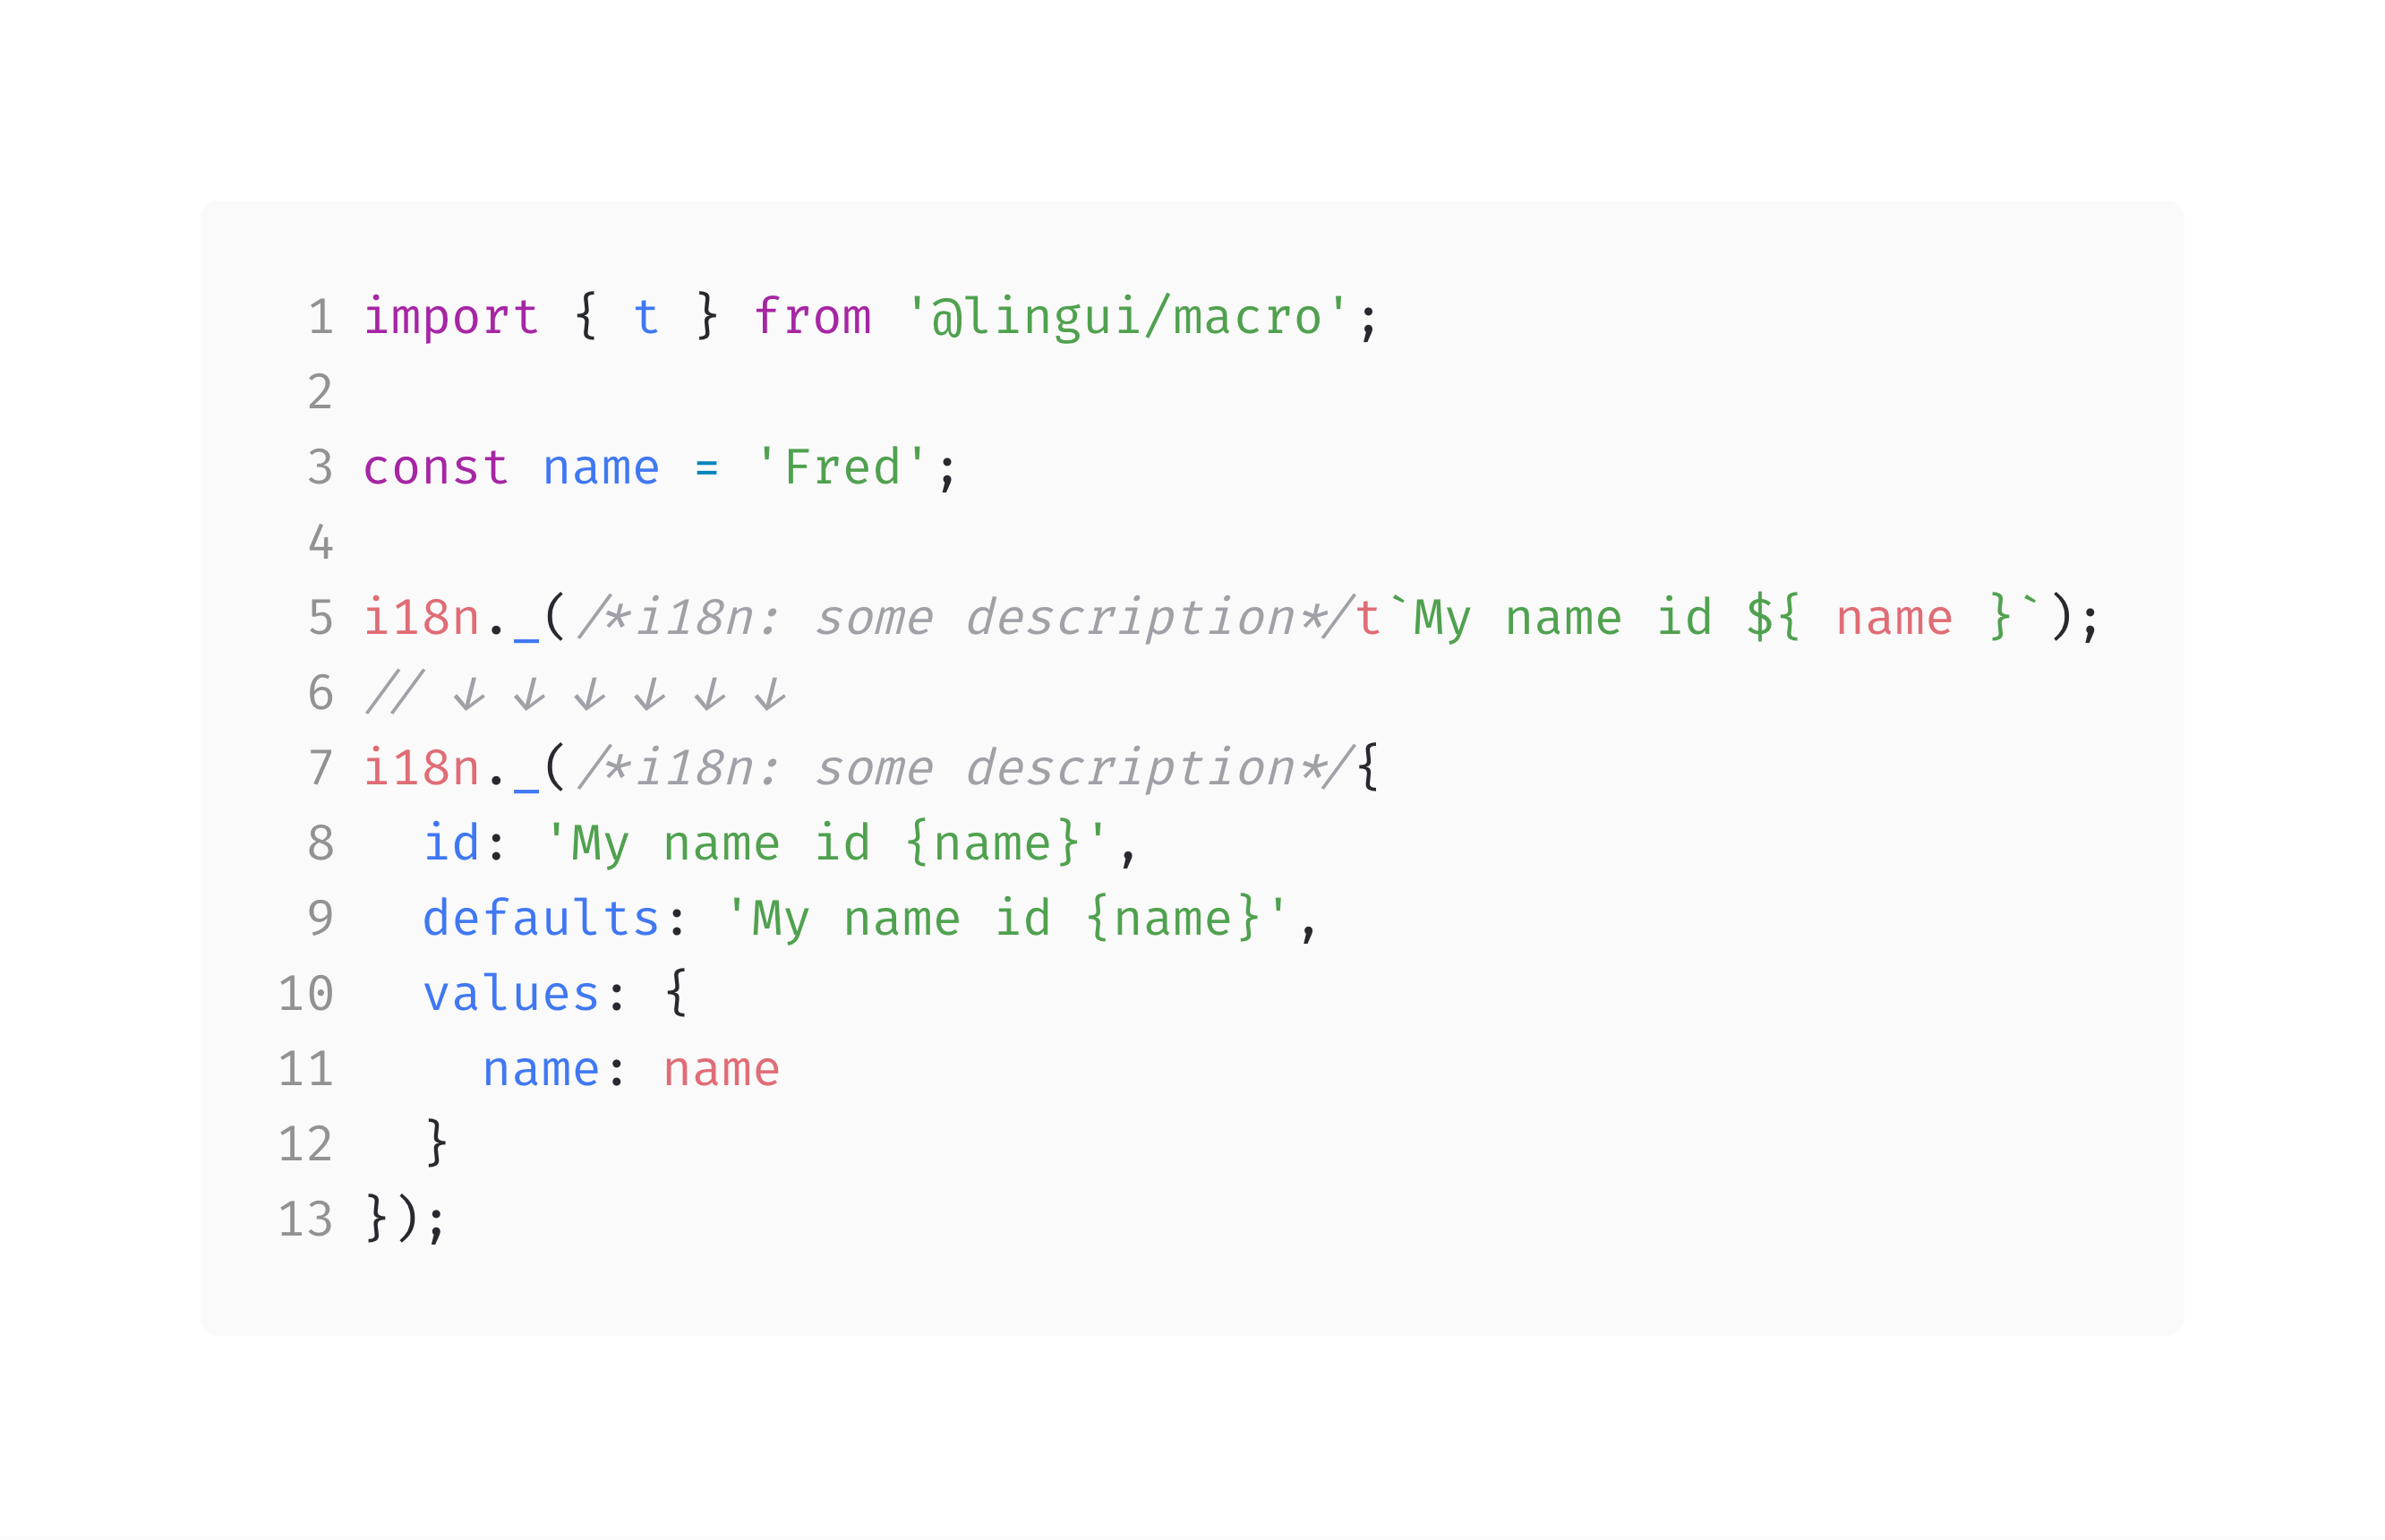 1 import { t } from '@lingui/macro';
2
3 const name = 'Fred';
4
5 i18n._(/*i18n: some description*/t`My name id ${ name }`);
6 // ↓ ↓ ↓ ↓ ↓ ↓
7 i18n._(/*i18n: some description*/{
8   id: 'My name id {name}',
9   defaults: 'My name id {name}',
10   values: {
11     name: name
12   }
13 });